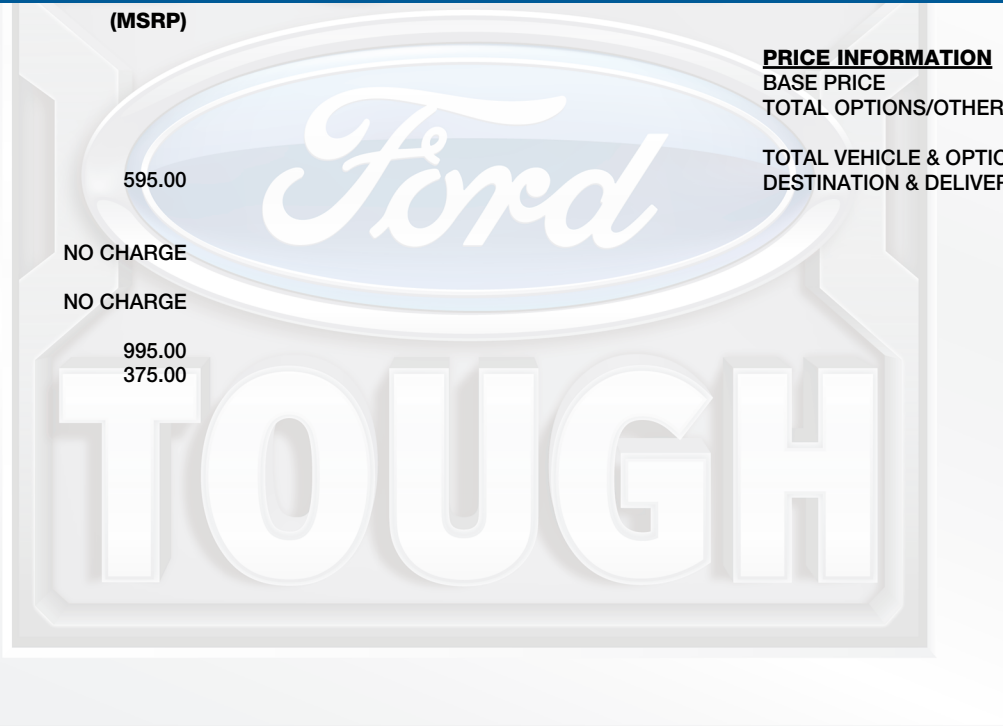 (MSRP)
595.00
NO CHARGE
NO CHARGE
995.00
375.00
PRICE INFORMATION
BASE PRICE
TOTAL OPTIONS/OTHER
TOTAL VEHICLE & OPTIO
DESTINATION & DELIVER
Ford
TOUGH